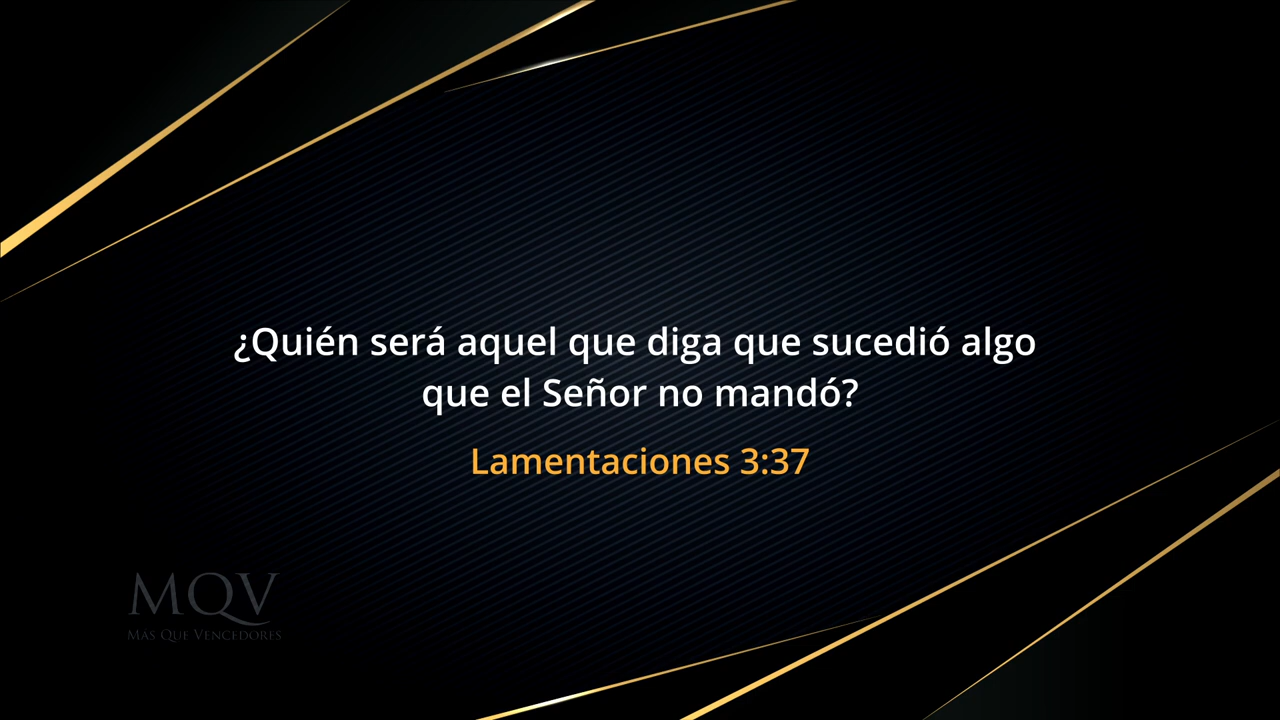 ¿Quién será aquel que diga que sucedió algo
que el Señor no mandó?
Lamentaciones 3:37
MQV
Mas Que Vencedores